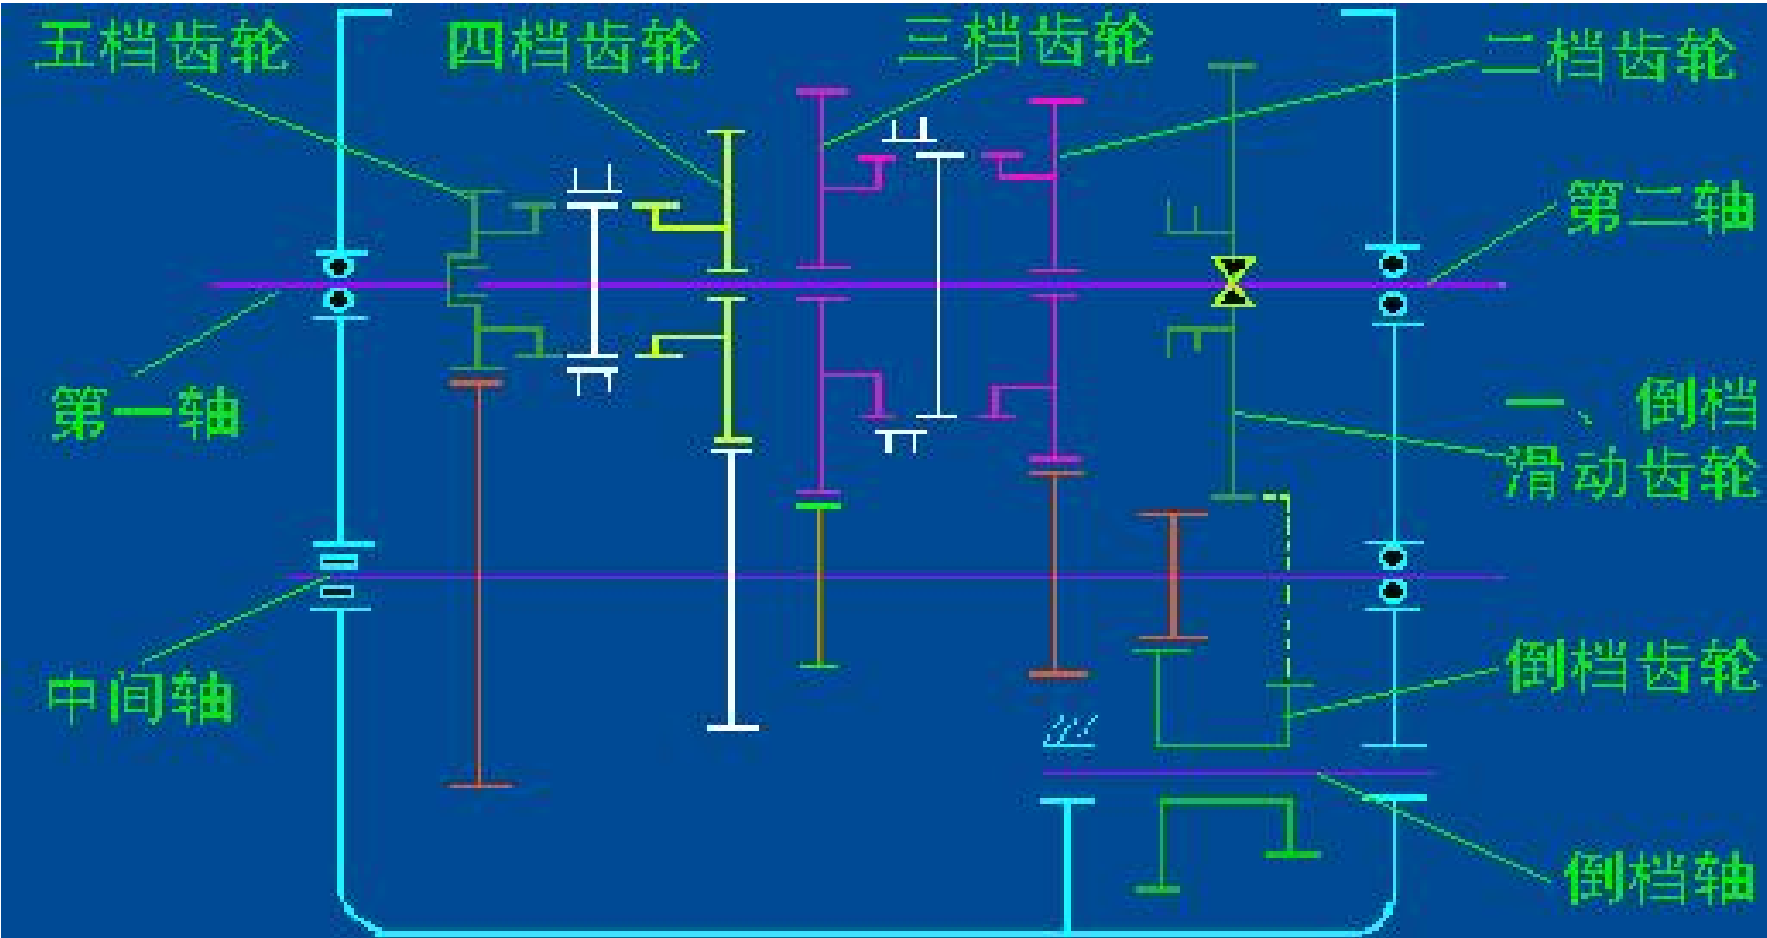 五档齿轮
四档齿轮
三档齿轮
二档齿轮
第二轴
第一轴
一、倒档
滑动齿轮
中间轴
倒档齿轮
倒档轴